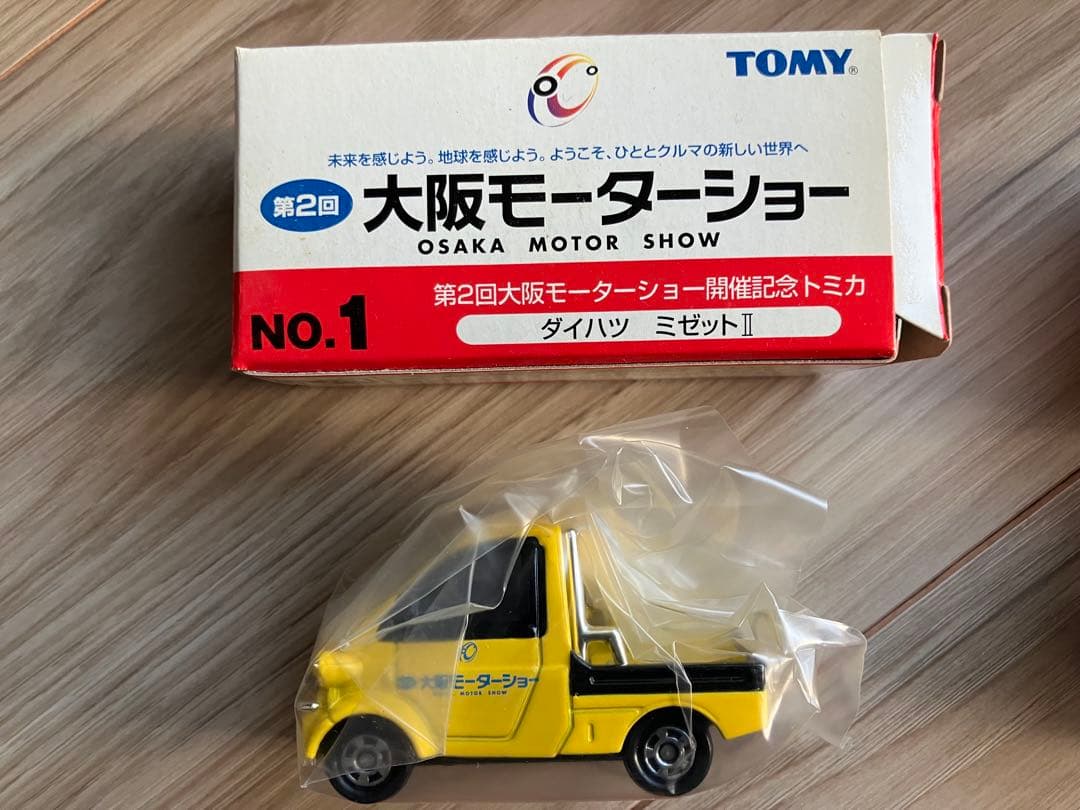 TOMY®
未来を感じよう。地球を感じよう。ようこそ、ひととクルマの新しい世界へ
第2回 大阪モーターショー
OSAKA MOTOR SHOW
第2回大阪モーターショー開催記念トミカ
NO.1 ダイハツ ミゼットⅡ
大阪モーターショー
MOTOR SHOW